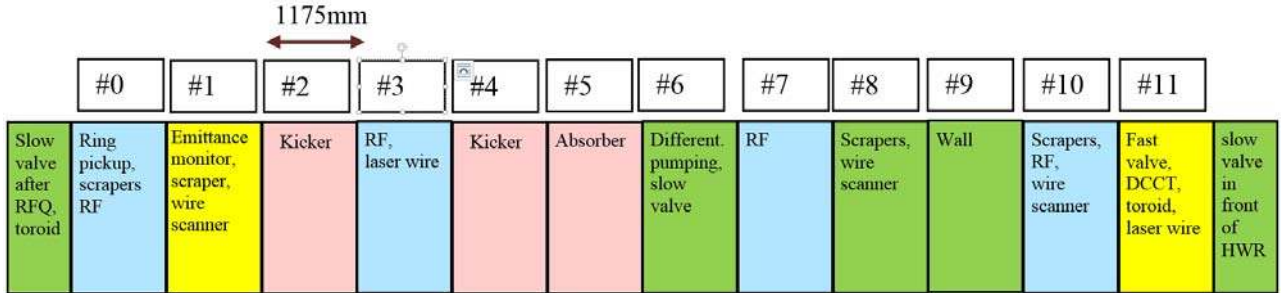 1175mm
#0
#1
#2
#3
#4
#5
#6
#7
#8
#9
#10
#11
Slow
valve
after
RFQ,
toroid
Ring
pickup,
scrapers
RF
Emittance
monitor,
scraper,
wire
scanner
Kicker
RF,
laser wire
Kicker
Absorber
Different.
pumping,
slow
valve
RF
Scrapers,
wire
scanner
Wall
Scrapers,
RF,
wire
scanner
Fast
valve,
DCCT,
toroid,
laser wire
slow
valve
in
front
of
HWR